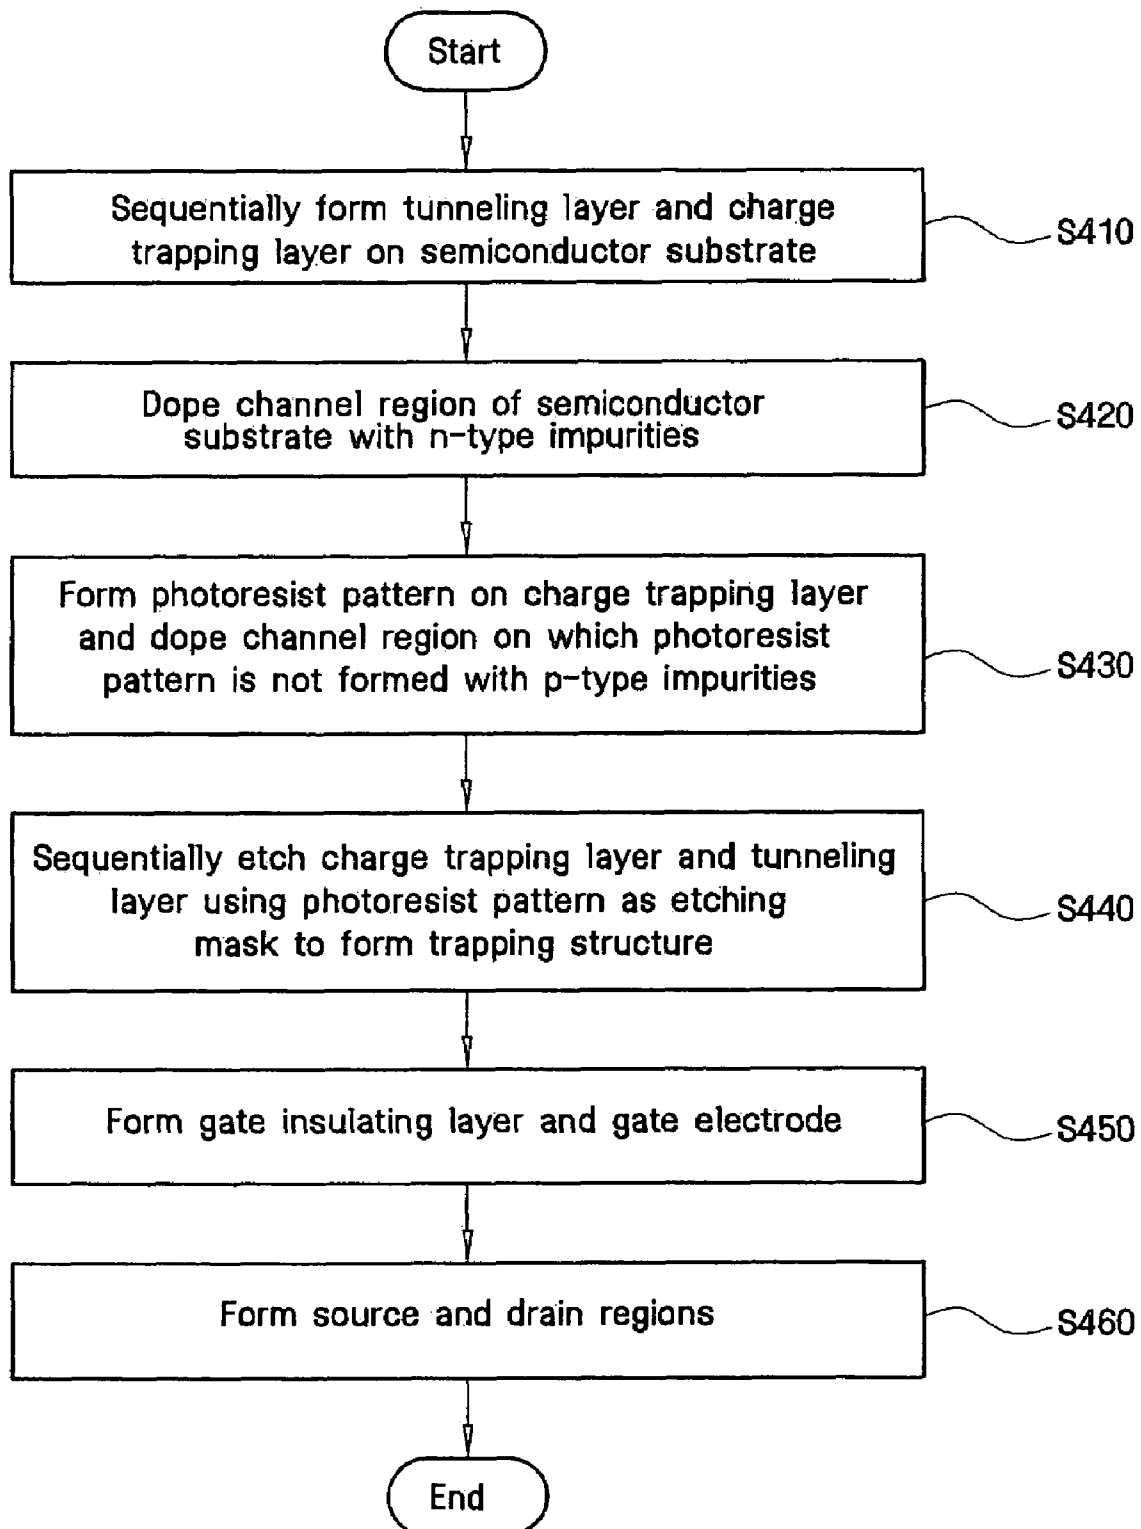 Start
Sequentially form tunneling layer and charge
trapping layer on semiconductor substrate
S410
Dope channel region of semiconductor
substrate with n-type impurities
S420
Form photoresist pattern on charge trapping layer
and dope channel region on which photoresist
pattern is not formed with p-type impurities
S430
Sequentially etch charge trapping layer and tunneling
layer using photoresist pattern as etching
mask to form trapping structure
S440
Form gate insulating layer and gate electrode
S450
Form source and drain regions
S460
End